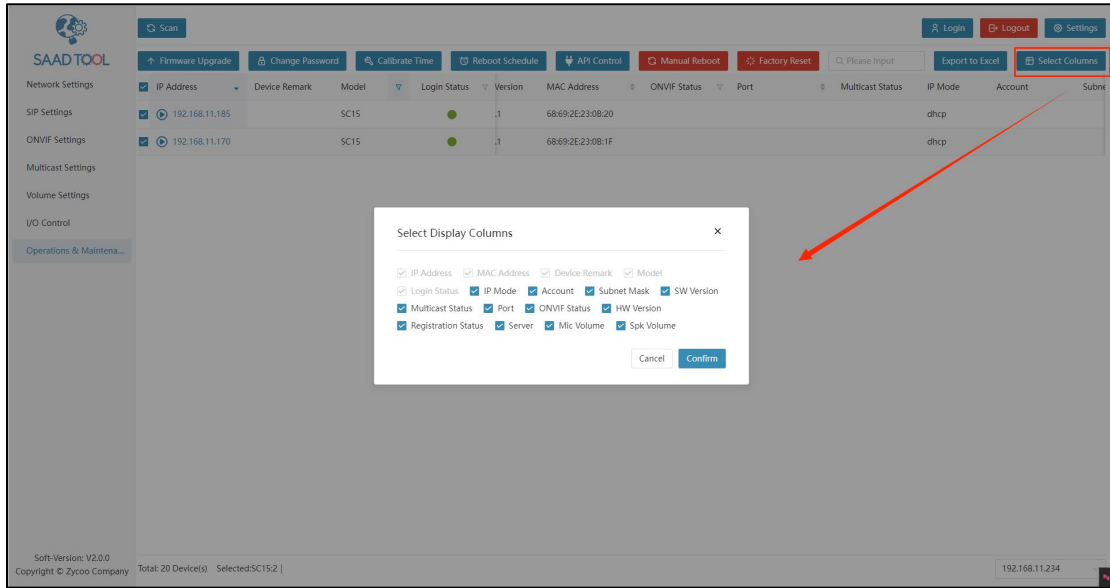 Scan
Login Logout Settings
SAAD TOOL
Firmware Upgrade Change Password Calibrate Time Reboot Schedule API Control Manual Reboot Factory Reset Please Input Export to Excel Select Columns
Network Settings
SIP Settings
ONVIF Settings
Multicast Settings
Volume Settings
I/O Control
Operations & Maintena...
IP Address Device Remark Model Login Status Version MAC Address ONVIF Status Port Multicast Status IP Mode Account Subne
192.168.11.185 SC15 .1 68:69:2E:23:0B:20 dhcp
192.168.11.170 SC15 .1 68:69:2E:23:0B:1F dhcp
Select Display Columns
IP Address MAC Address Device Remark Model
Login Status IP Mode Account Subnet Mask SW Version
Multicast Status Port ONVIF Status HW Version
Registration Status Server Mic Volume Spk Volume
Cancel Confirm
Soft-Version: V2.0.0
Copyright © Zycoo Company
Total: 20 Device(s) Selected:SC15:2 |
192.168.11.234